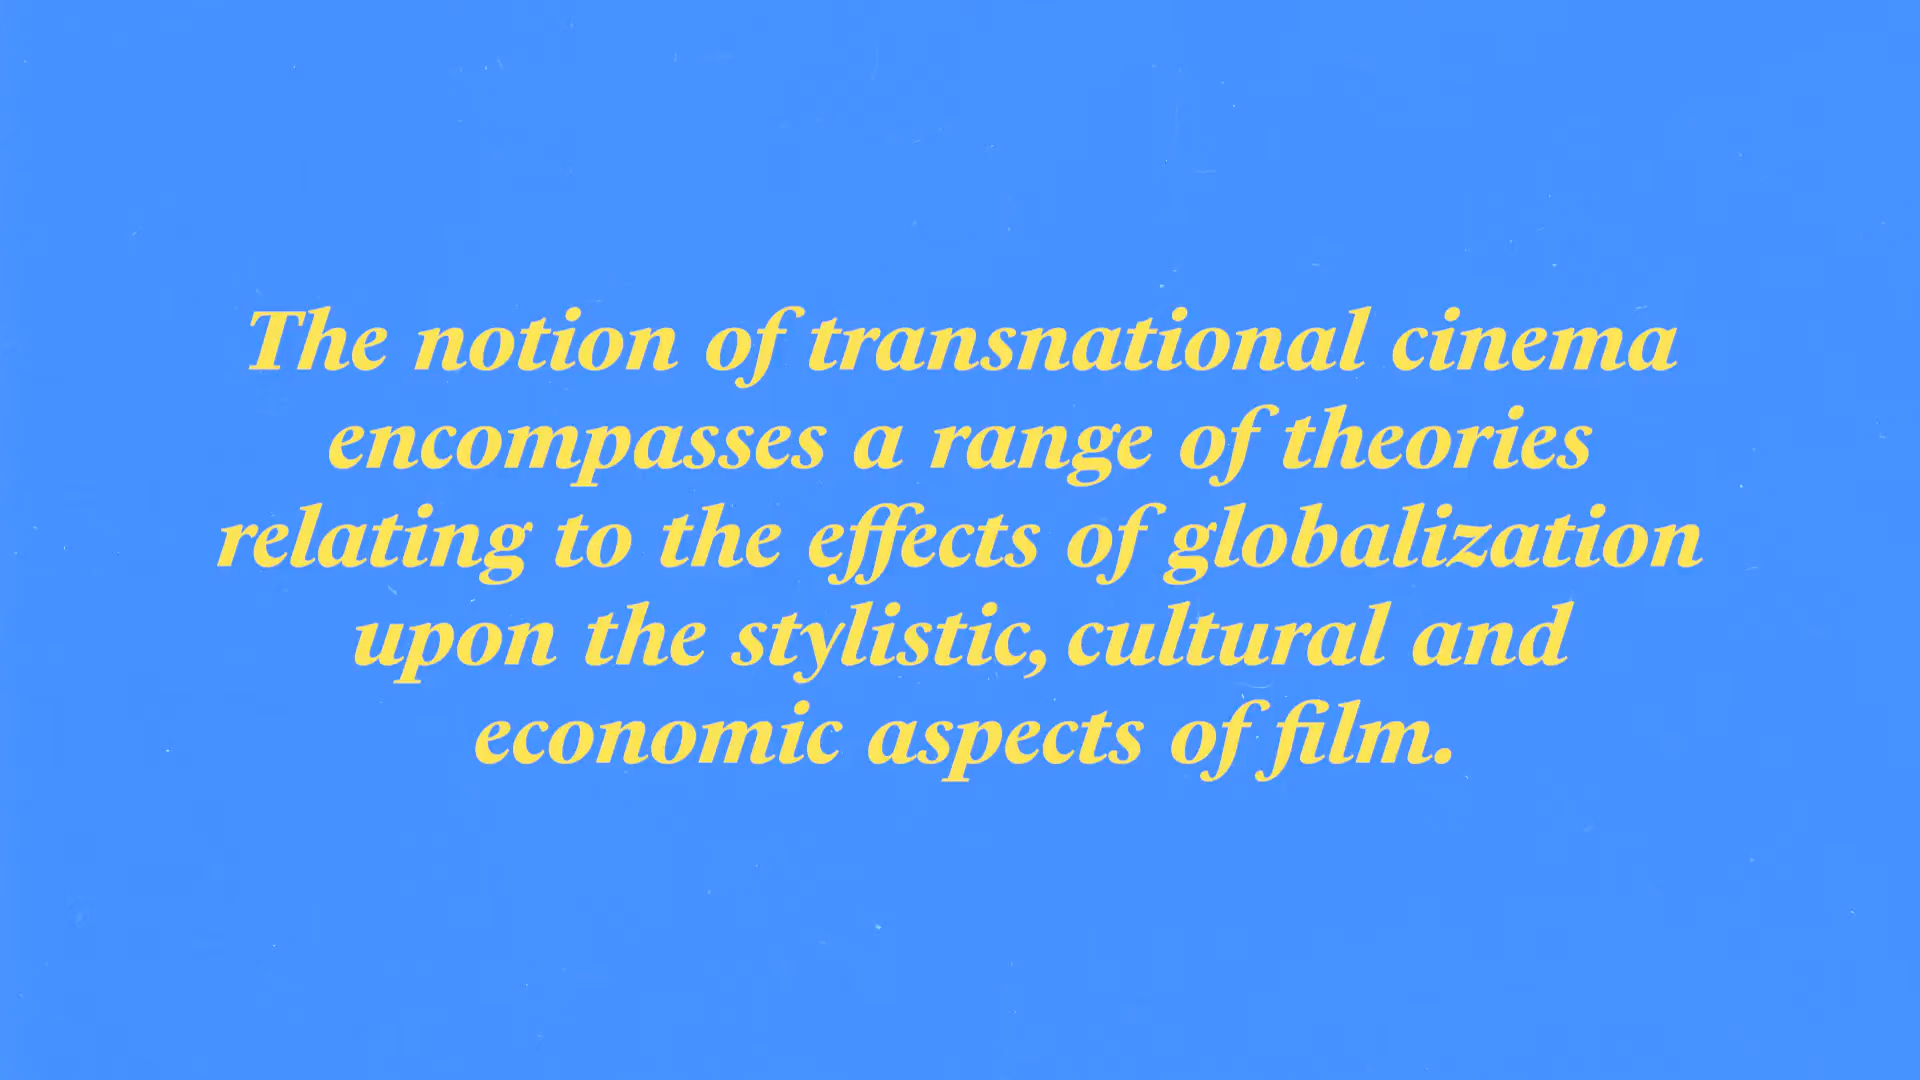 The notion of transnational cinema
encompasses a range of theories
relating to the effects of globalization
upon the stylistic, cultural and
economic aspects of film.